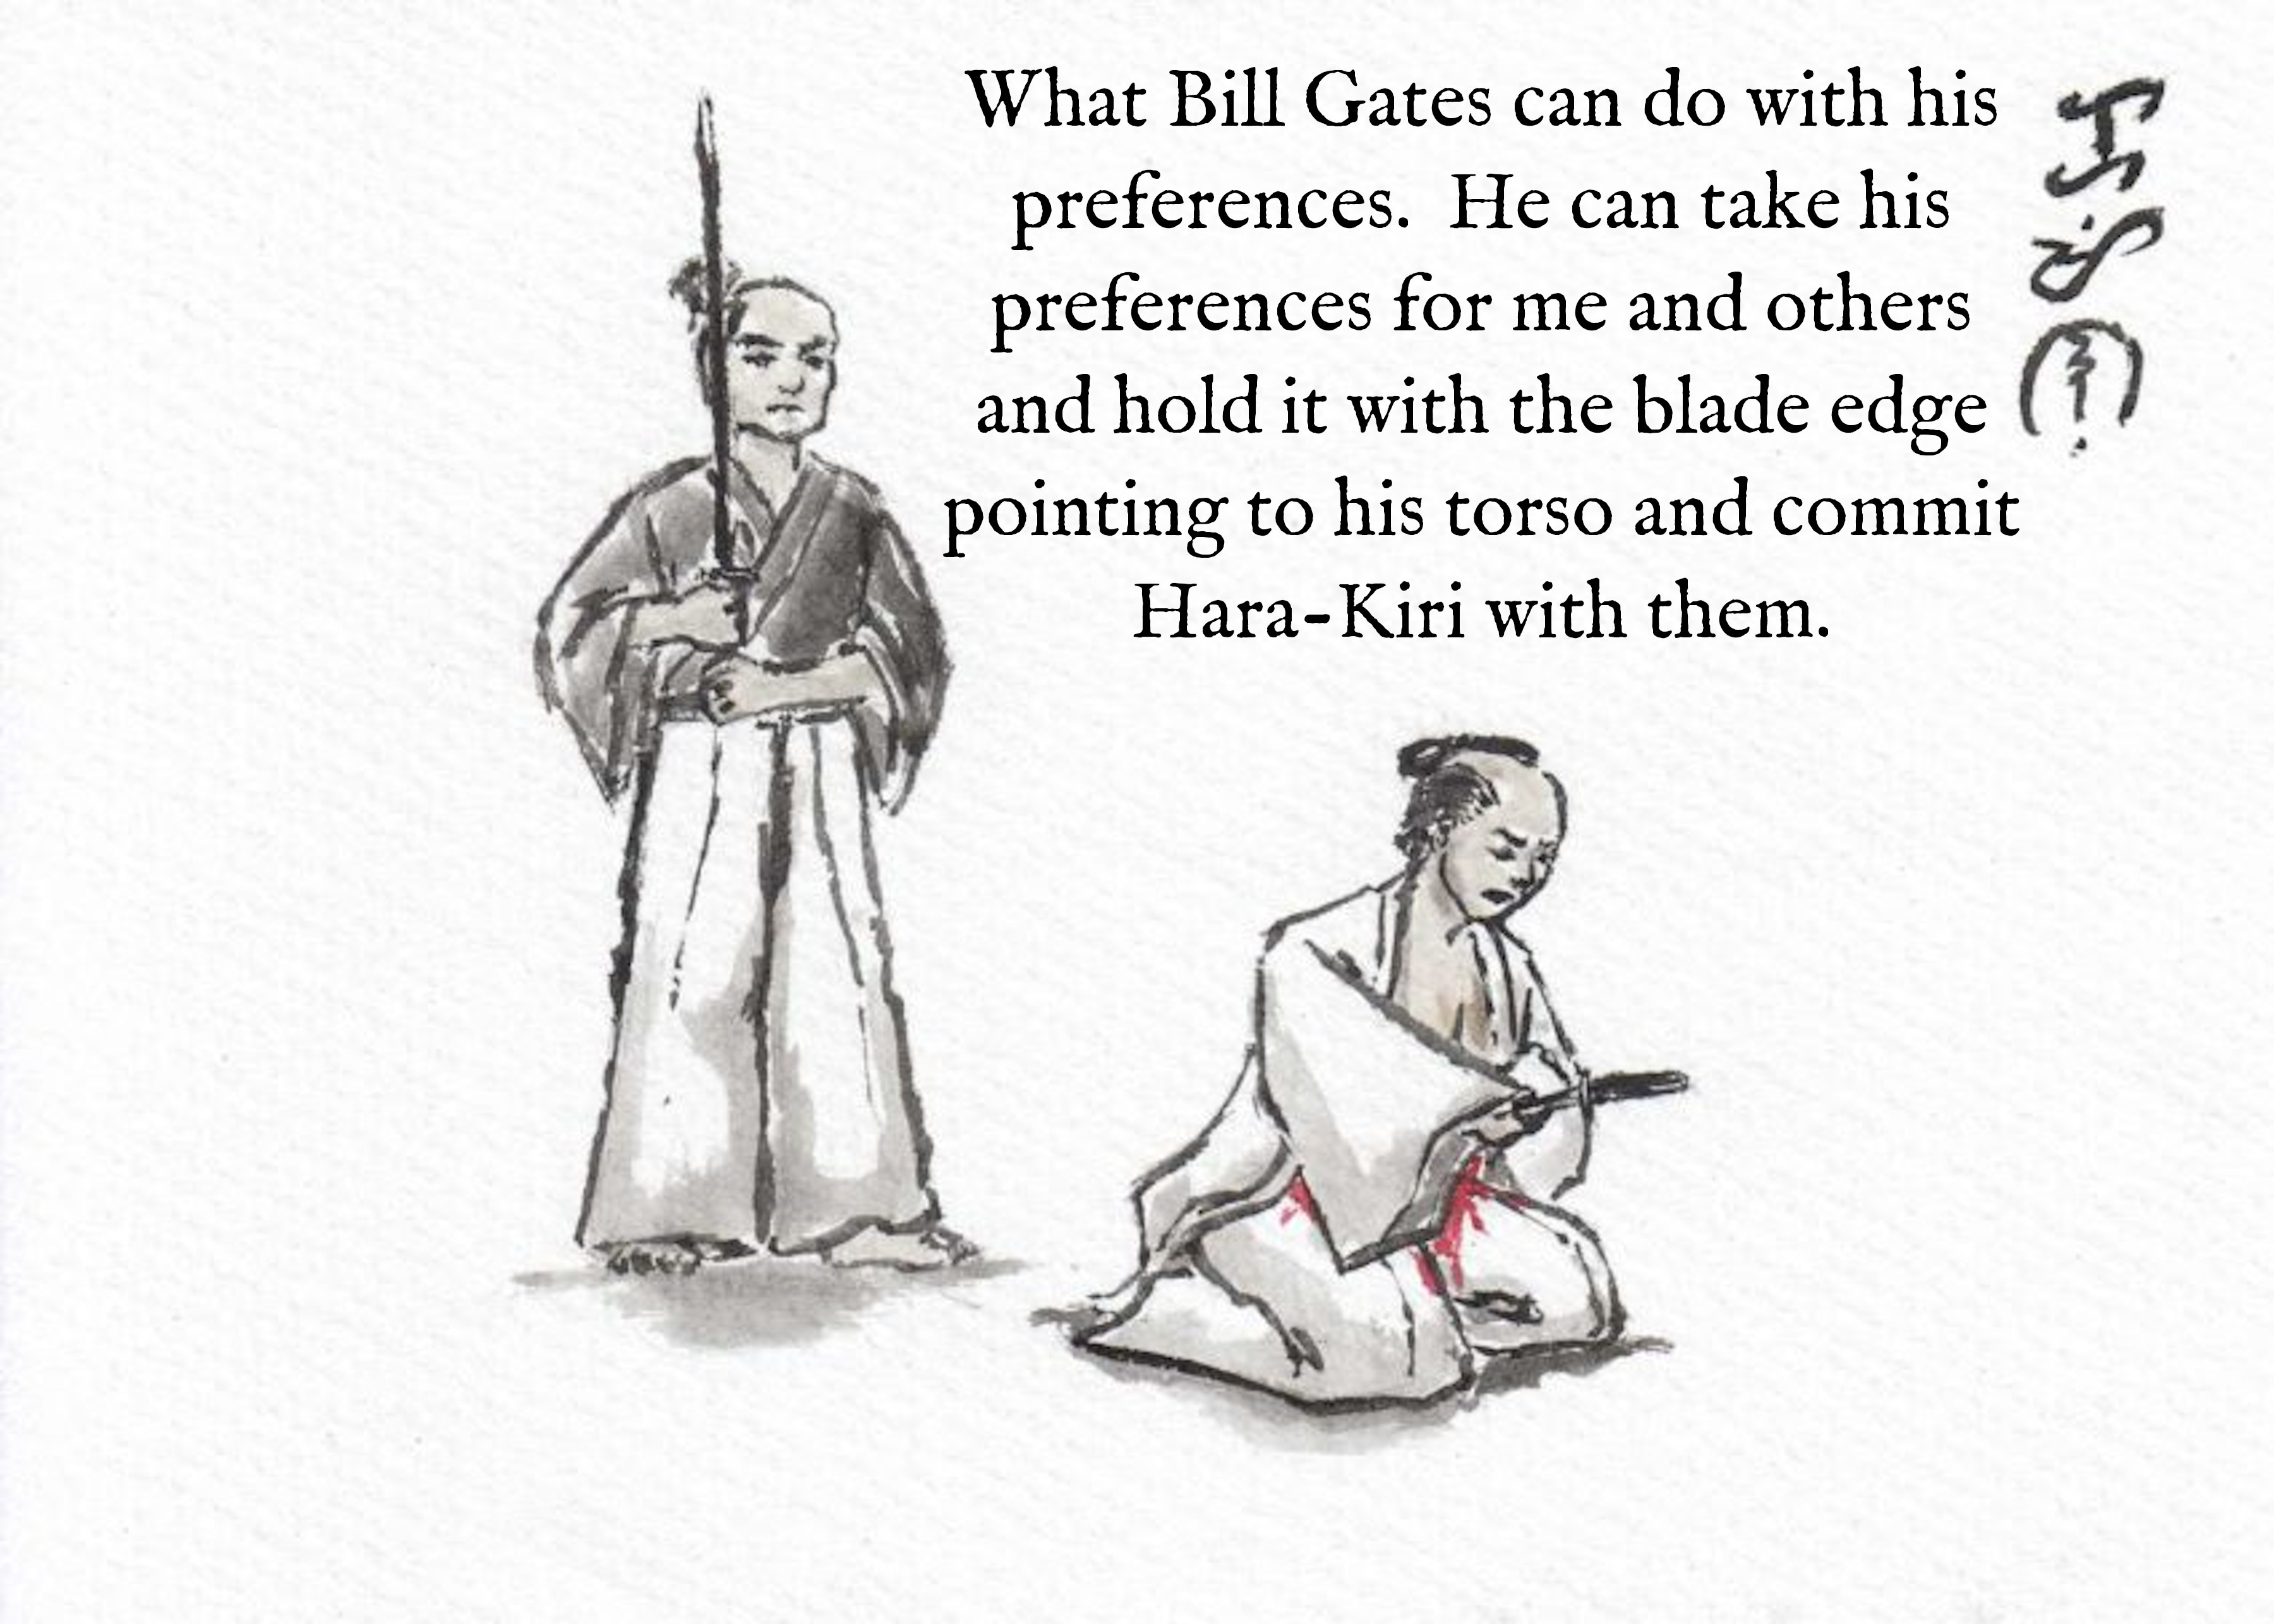 What Bill Gates can do with his
preferences.  He can take his
preferences for me and others
and hold it with the blade edge
pointing to his torso and commit
Hara-Kiri with them.